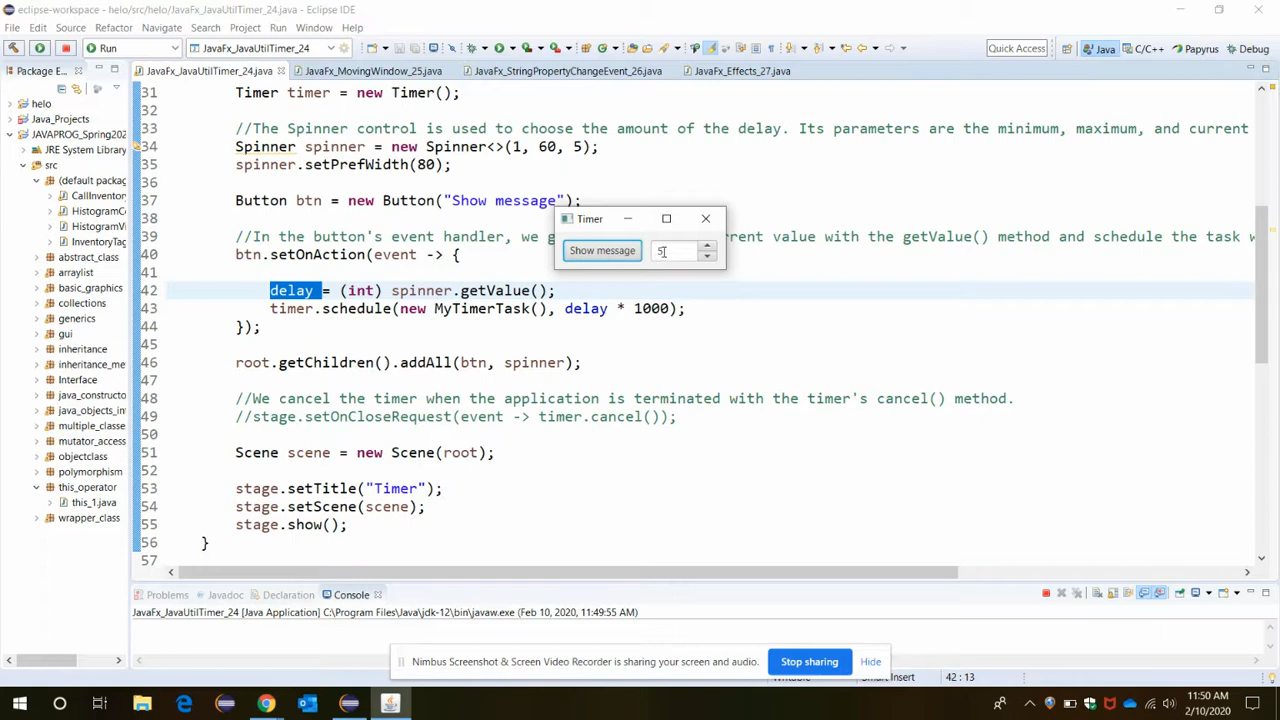 eclipse-workspace - helo/src/helo/JavaFx_JavaUtilTimer_24.java - Eclipse IDE
File Edit Source Refactor Navigate Search Project Run Window Help
Run JavaFx_JavaUtilTimer_24 Quick Access Java C/C++ Papyrus Debug
Package E... JavaFx_JavaUtilTimer_24.java JavaFx_MovingWindow_25.java JavaFx_StringPropertyChangeEvent_26.java JavaFx_Effects_27.java
helo
Java_Projects
JAVAPROG_Spring202
JRE System Library
src
(default packag
CallInventory
HistogramC
HistogramVi
InventoryTag
abstract_class
arraylist
basic_graphics
collections
generics
gui
inheritance
inheritance_me
Interface
java_constructo
java_objects_in
multiple_classe
mutator_access
objectclass
polymorphism
this_operator
this_1.java
wrapper_class
31 Timer timer = new Timer();
32
33 //The Spinner control is used to choose the amount of the delay. Its parameters are the minimum, maximum, and current
34 Spinner spinner = new Spinner<>(1, 60, 5);
35 spinner.setPrefWidth(80);
36
37 Button btn = new Button("Show message");
38
39 //In the button's event handler, we g rrent value with the getValue() method and schedule the task w
40 btn.setOnAction(event -> {
41
42 delay = (int) spinner.getValue();
43 timer.schedule(new MyTimerTask(), delay * 1000);
44 });
45
46 root.getChildren().addAll(btn, spinner);
47
48 //We cancel the timer when the application is terminated with the timer's cancel() method.
49 //stage.setOnCloseRequest(event -> timer.cancel());
50
51 Scene scene = new Scene(root);
52
53 stage.setTitle("Timer");
54 stage.setScene(scene);
55 stage.show();
56 }
57
Timer
Show message 5
Problems Javadoc Declaration Console
JavaFx_JavaUtilTimer_24 [Java Application] C:\Program Files\Java\jdk-12\bin\javaw.exe (Feb 10, 2020, 11:49:55 AM)
Nimbus Screenshot & Screen Video Recorder is sharing your screen and audio. Stop sharing Hide
Writable Smart Insert 42 : 13
11:50 AM
2/10/2020